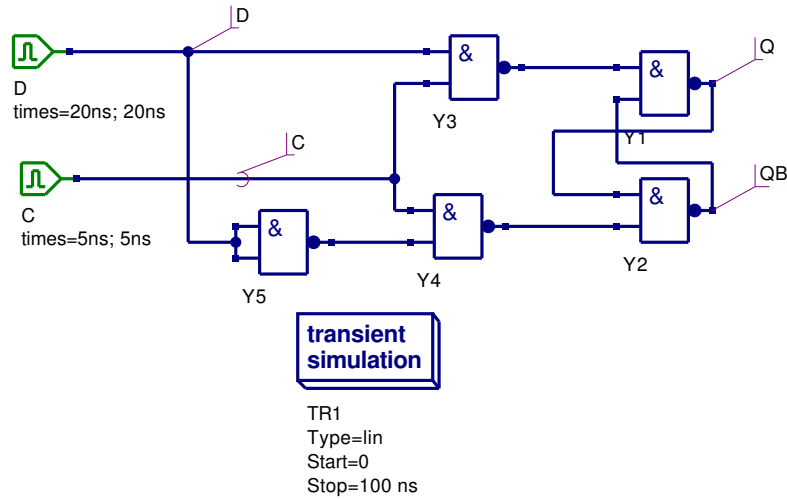 D
Q
&
&
D
times=20ns; 20ns
Y3
Y1
C
QB
&
&
C
times=5ns; 5ns
&
Y5
Y4
Y2
transient
simulation
TR1
Type=lin
Start=0
Stop=100 ns